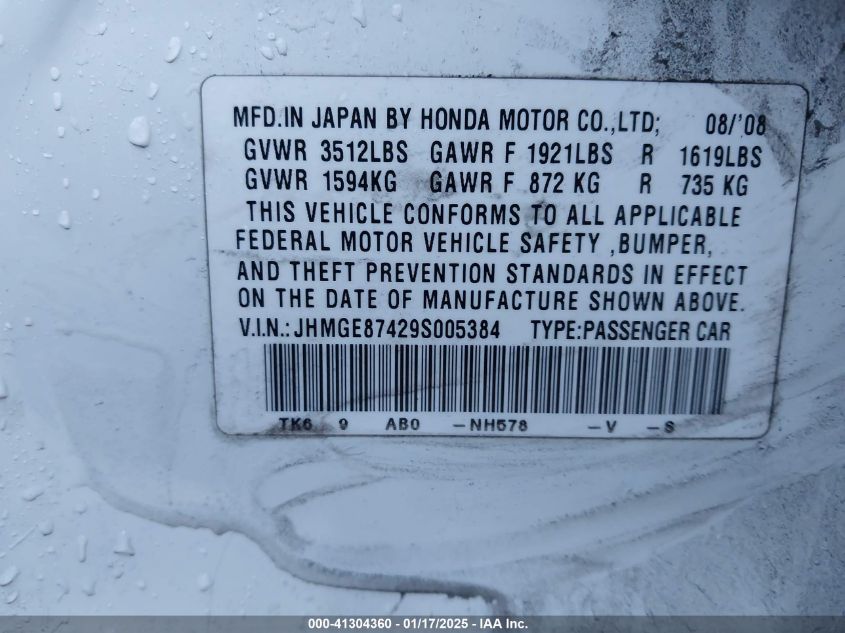 MFD.IN JAPAN BY HONDA MOTOR CO.,LTD; 08/'08
GVWR 3512LBS GAWR F 1921LBS R 1619LBS
GVWR 1594KG GAWR F 872 KG R 735 KG
THIS VEHICLE CONFORMS TO ALL APPLICABLE
FEDERAL MOTOR VEHICLE SAFETY ,BUMPER,
AND THEFT PREVENTION STANDARDS IN EFFECT
ON THE DATE OF MANUFACTURE SHOWN ABOVE.
V.I.N.:JHMGE87429S005384 TYPE:PASSENGER CAR
TK6 9 AB0 -NH578 -V -S
000-41304360 - 01/17/2025 - IAA Inc.